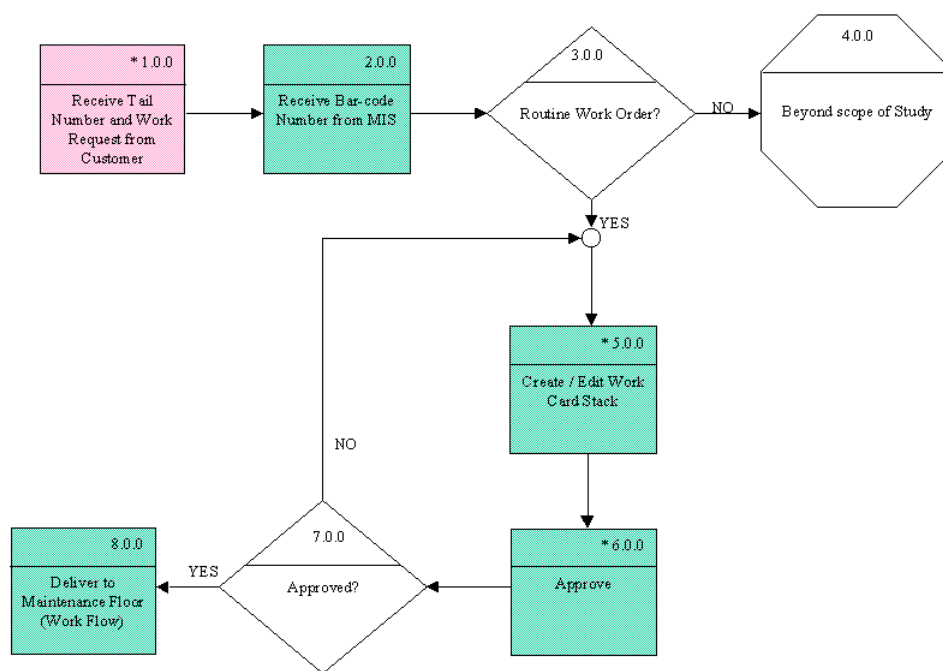 * 1.0.0
Receive Tail
Number and Work
Request from
Customer
2.0.0
Receive Bar-code
Number from MIS
3.0.0
Routine Work Order?
NO
4.0.0
Beyond scope of Study
YES
* 5.0.0
Create / Edit Work
Card Stack
NO
* 6.0.0
Approve
7.0.0
Approved?
YES
8.0.0
Deliver to
Maintenance Floor
(Work Flow)